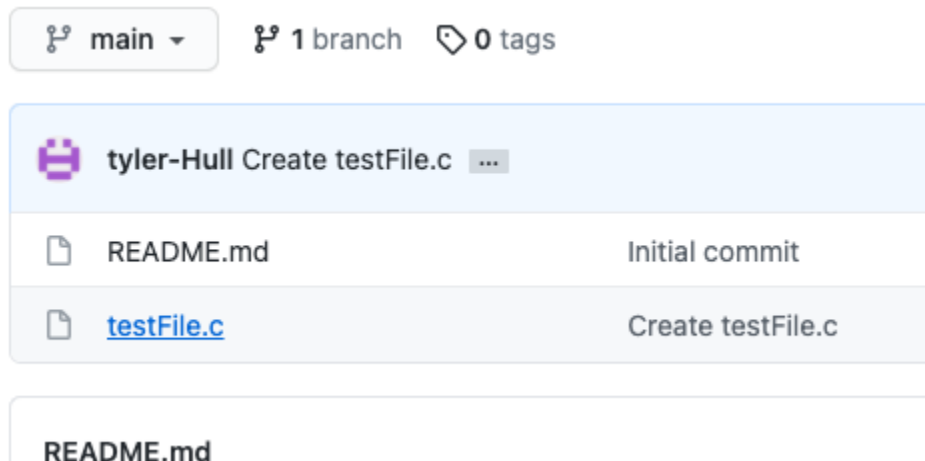 main 1 branch 0 tags
tyler-Hull Create testFile.c ...
README.md Initial commit
testFile.c Create testFile.c
README.md